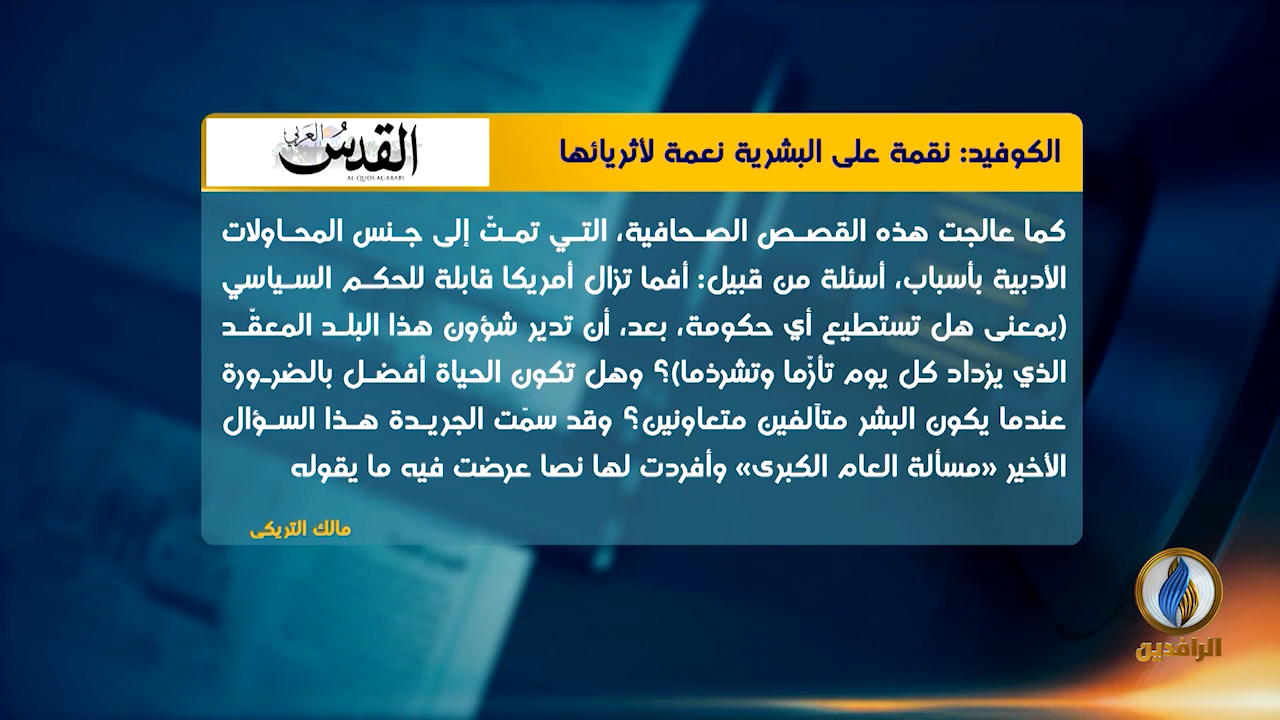 الكوفيد: نقمة على البشرية نعمة لأثريائها
القدس العربي
AL-QUDS AL-ARABI
كما عالجت هذه القصص الصحافية، التي تمتّ إلى جنس المحاولات
الأدبية بأسباب، أسئلة من قبيل: أفما تزال أمريكا قابلة للحكم السياسي
(بمعنى هل تستطيع أي حكومة، بعد، أن تدير شؤون هذا البلد المعقّد
الذي يزداد كل يوم تأزّما وتشرذما)؟ وهل تكون الحياة أفضل بالضرورة
عندما يكون البشر متآلفين متعاونين؟ وقد سمّت الجريدة هذا السؤال
الأخير «مسألة العام الكبرى» وأفردت لها نصا عرضت فيه ما يقوله
مالك التريكي
الرافدين